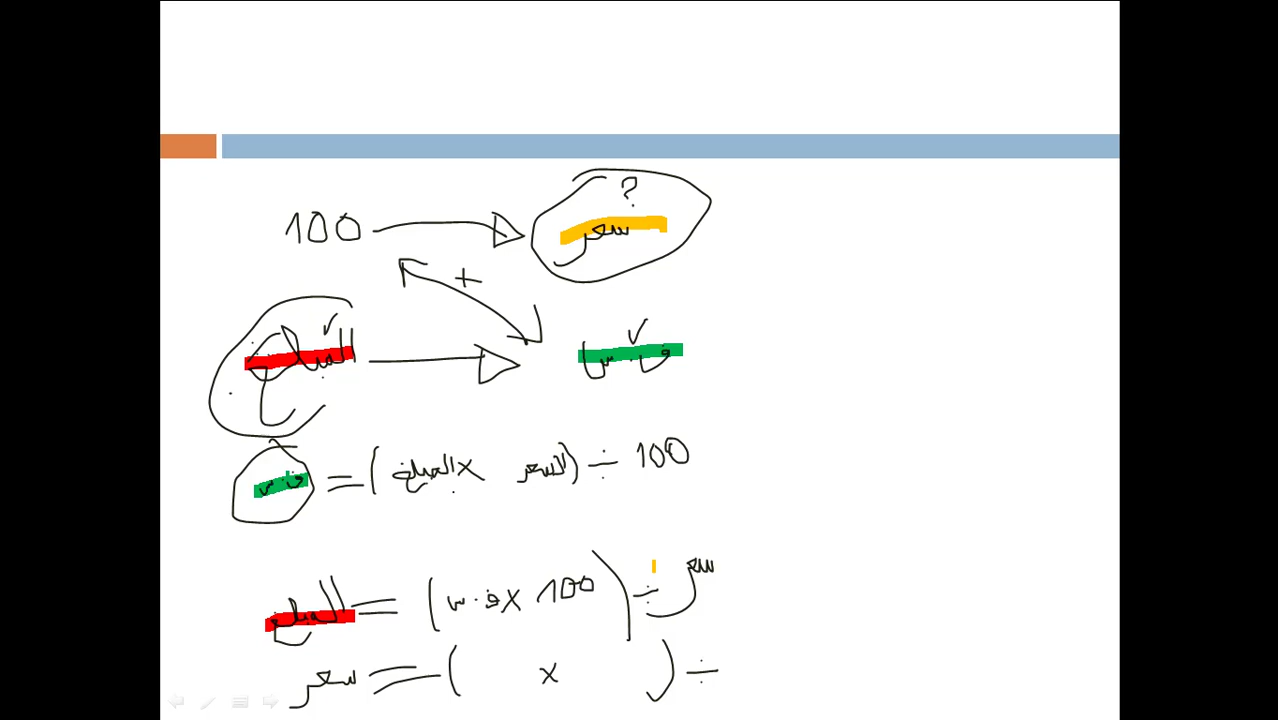 100 → ? سعر
+
المبلغ → ف.س
ف.س = (المبلغ x السعر) ÷ 100
المبلغ = (ف.س x 100) ÷ سعر
سعر = ( x ) ÷